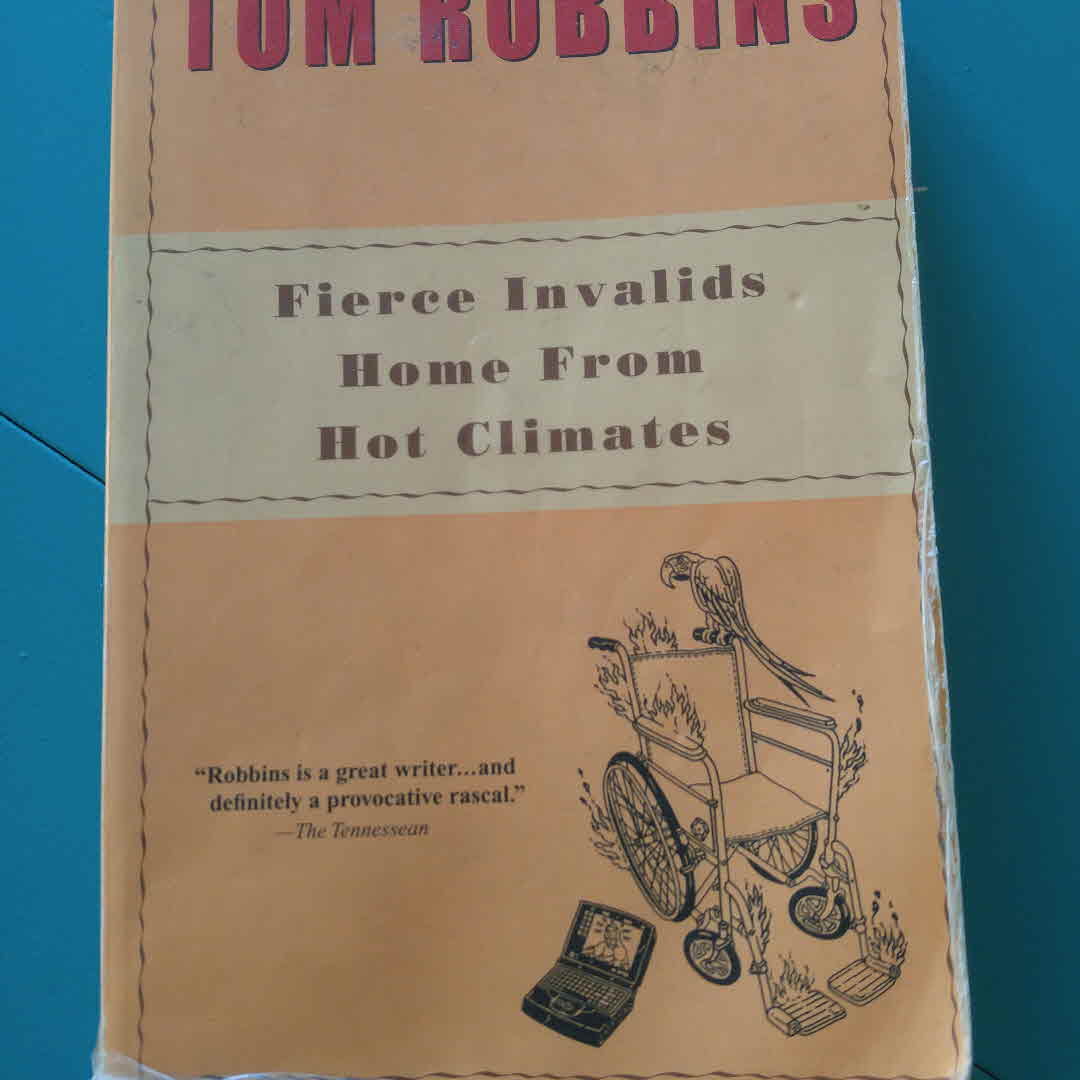 TOM ROBBINS
Fierce Invalids
Home From
Hot Climates
“Robbins is a great writer...and
definitely a provocative rascal.”
—The Tennessean